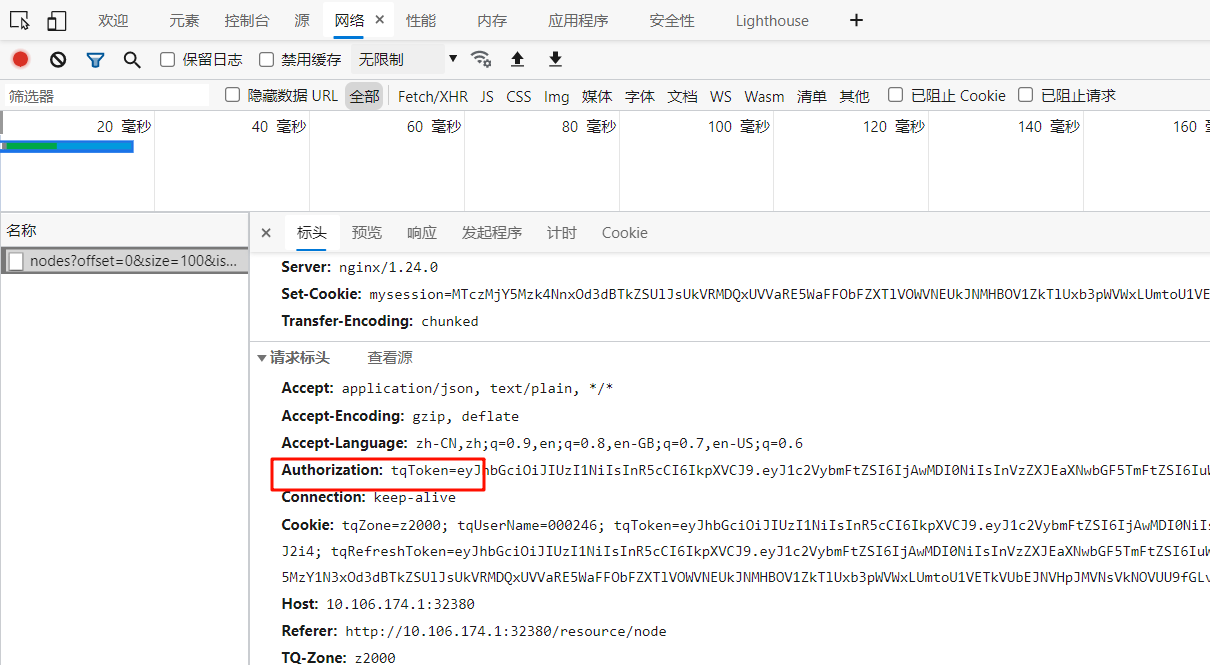 欢迎 元素 控制台 源 网络 × 性能 内存 应用程序 安全性 Lighthouse +
保留日志 禁用缓存 无限制
筛选器 隐藏数据 URL 全部 Fetch/XHR JS CSS Img 媒体 字体 文档 WS Wasm 清单 其他 已阻止 Cookie 已阻止请求
20 毫秒 40 毫秒 60 毫秒 80 毫秒 100 毫秒 120 毫秒 140 毫秒 160
名称 × 标头 预览 响应 发起程序 计时 Cookie
nodes?offset=0&size=100&is...
Server: nginx/1.24.0
Set-Cookie:
Transfer-Encoding: chunked
请求标头 查看源
Accept: application/json, text/plain, */*
Accept-Encoding: gzip, deflate
Accept-Language: zh-CN,zh;q=0.9,en;q=0.8,en-GB;q=0.7,en-US;q=0.6
Authorization: tqToken=eyJhbGciOiJIUzI1NiIsInR5cCI6IkpXVCJ9.eyJ1c2VybmFtZSI6IjAwMDI0NiIsInVzZXJEaXNwbGF5TmFtZSI6Iu
Connection: keep-alive
Cookie: tqZone=z2000; tqUserName=000246; tqToken=eyJhbGciOiJIUzI1NiIsInR5cCI6IkpXVCJ9.eyJ1c2VybmFtZSI6IjAwMDI0NiIs
J2i4; tqRefreshToken=eyJhbGciOiJIUzI1NiIsInR5cCI6IkpXVCJ9.eyJ1c2VybmFtZSI6IjAwMDI0NiIsInVzZXJEaXNwbGF5TmFtZSI6Iu
Host: 10.106.174.1:32380
Referer: http://10.106.174.1:32380/resource/node
TQ-Zone: z2000